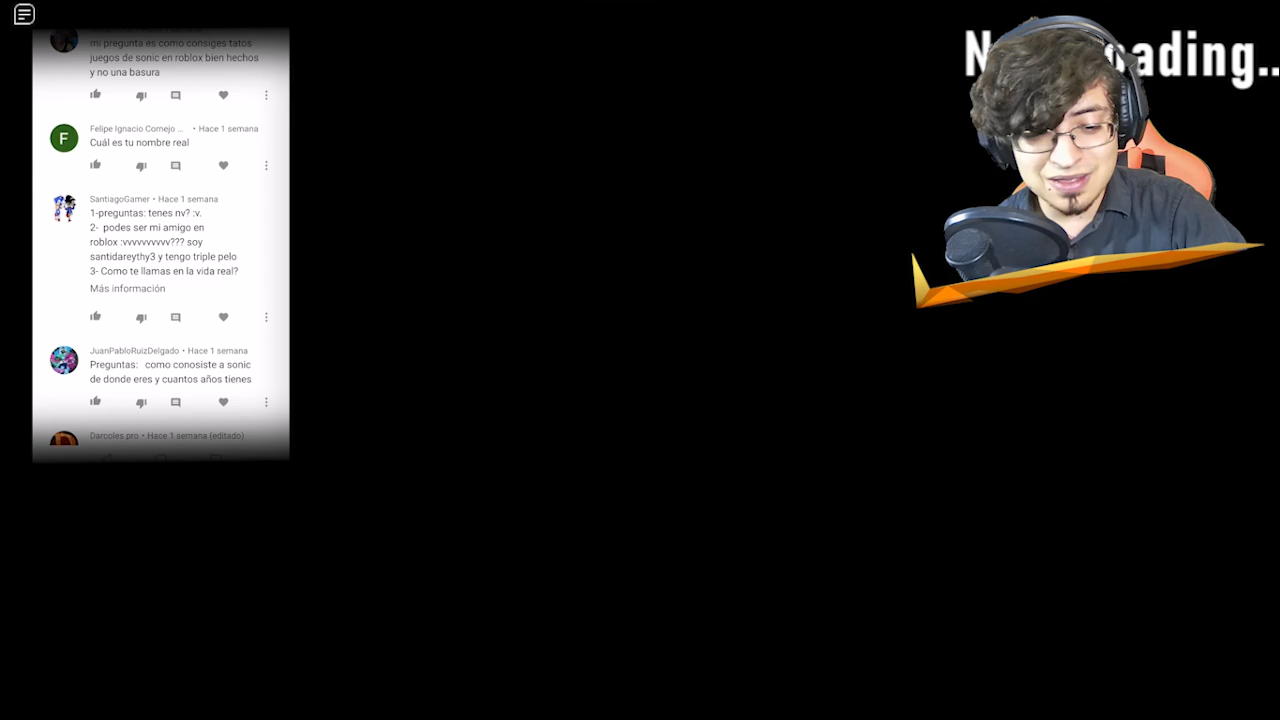 mi pregunta es como consiges tatos
juegos de sonic en roblox bien hechos
y no una basura
Felipe Ignacio Cornejo ... • Hace 1 semana
Cuál es tu nombre real
SantiagoGamer • Hace 1 semana
1-preguntas: tenes nv? :v.
2- podes ser mi amigo en
roblox :vvvvvvvvvv??? soy
santidareythy3 y tengo triple pelo
3- Como te llamas en la vida real?
Más información
JuanPabloRuizDelgado • Hace 1 semana
Preguntas: como conosiste a sonic
de donde eres y cuantos años tienes
Darcoles pro • Hace 1 semana (editado)
F